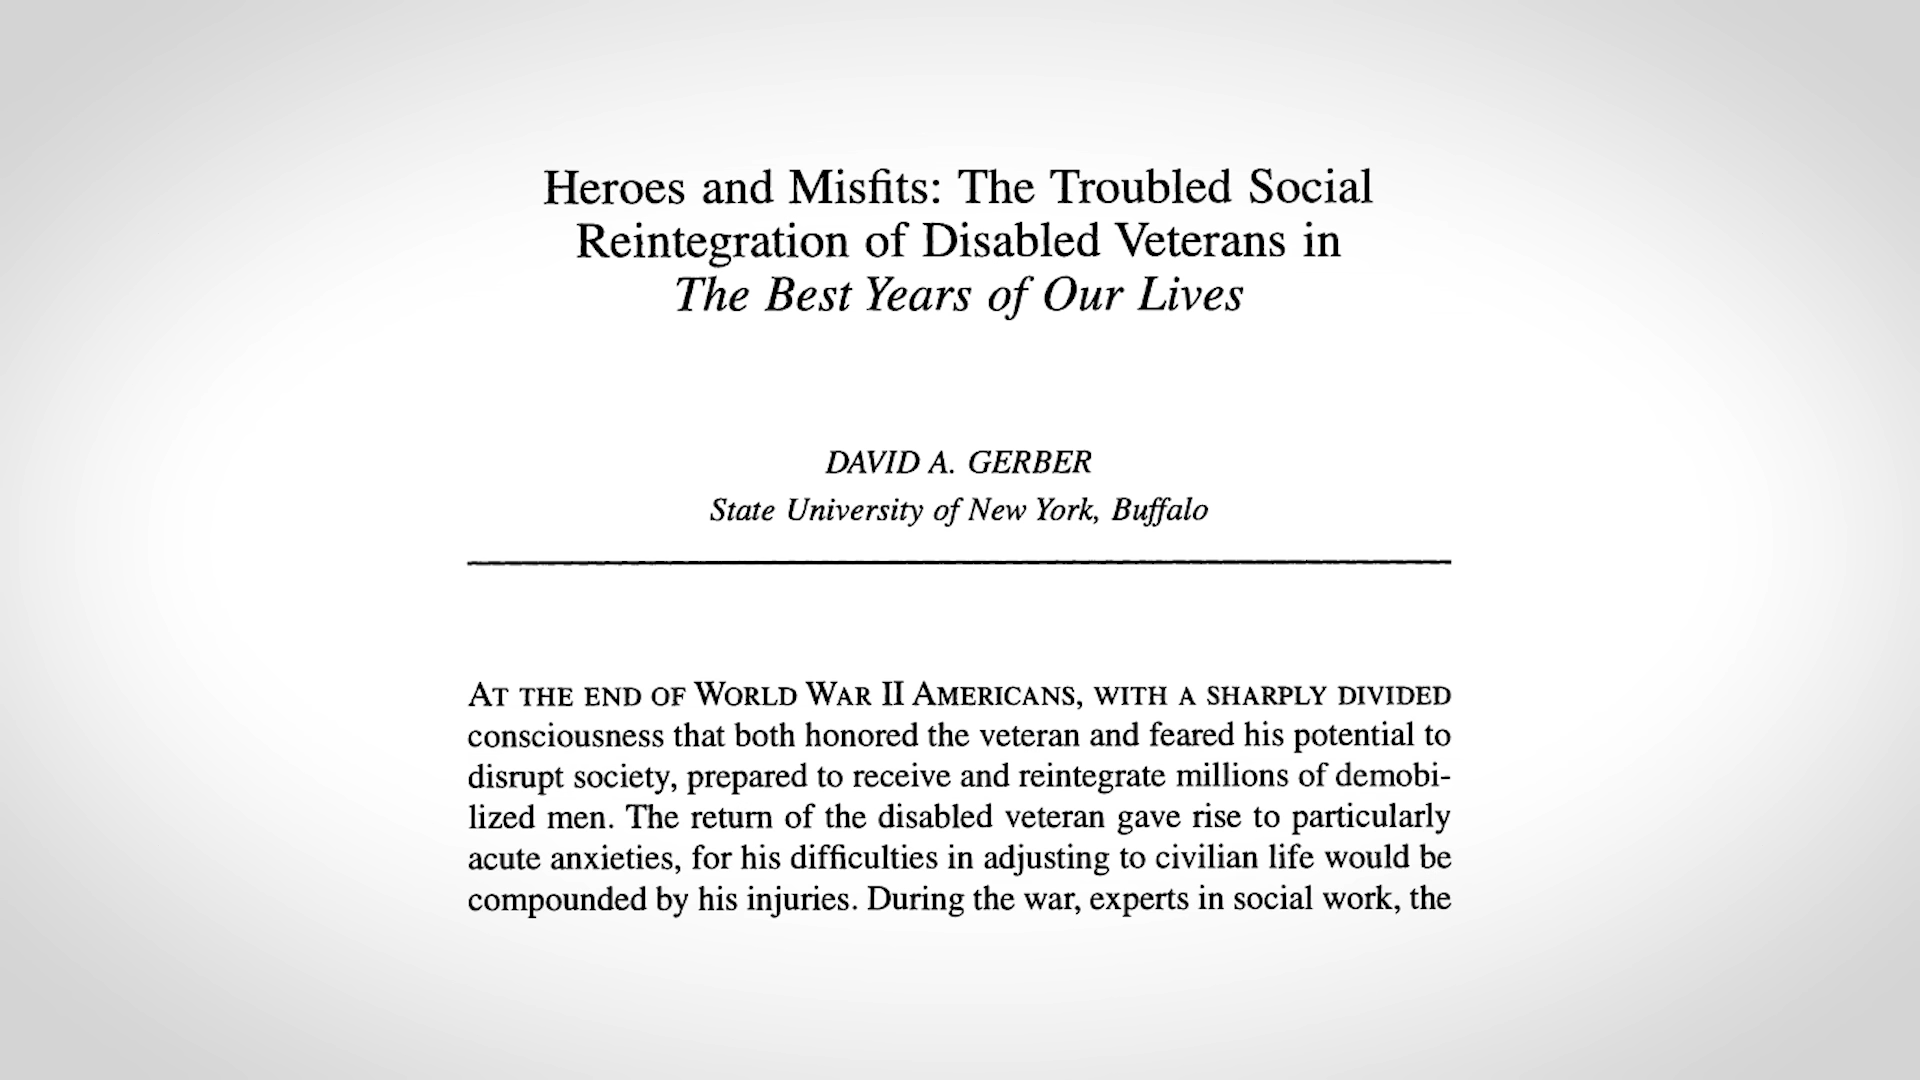 Heroes and Misfits: The Troubled Social
Reintegration of Disabled Veterans in
The Best Years of Our Lives
DAVID A. GERBER
State University of New York, Buffalo
AT THE END OF WORLD WAR II AMERICANS, WITH A SHARPLY DIVIDED
consciousness that both honored the veteran and feared his potential to
disrupt society, prepared to receive and reintegrate millions of demobi-
lized men. The return of the disabled veteran gave rise to particularly
acute anxieties, for his difficulties in adjusting to civilian life would be
compounded by his injuries. During the war, experts in social work, the